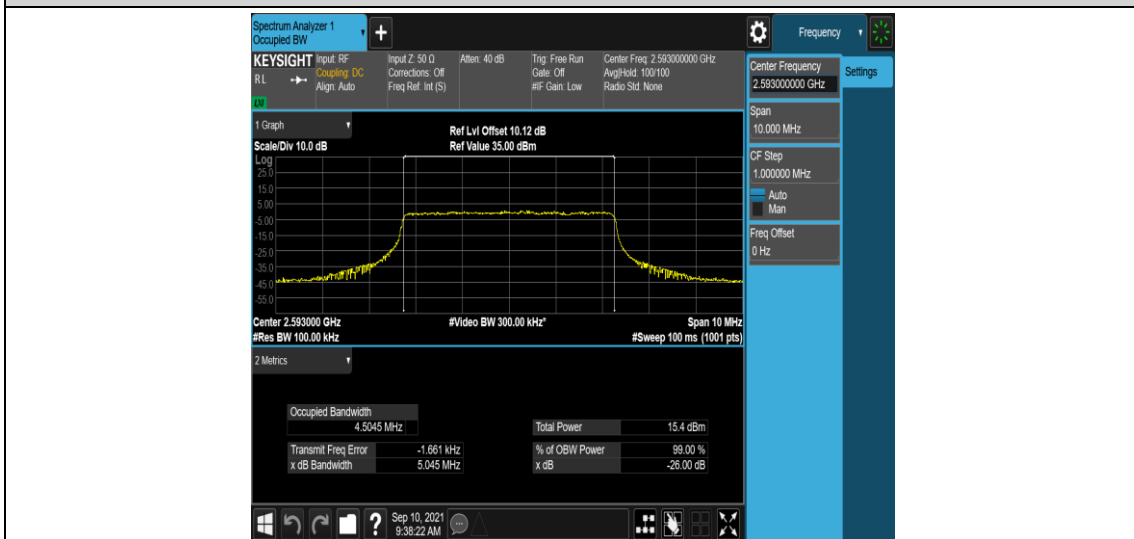 Spectrum Analyzer 1
Occupied BW
+
Frequency
KEYSIGHT
RL
Input: RF
Coupling: DC
Align: Auto
Input Z: 50 Ω
Corrections: Off
Freq Ref: Int (S)
Atten: 40 dB
Trig: Free Run
Gate: Off
#IF Gain: Low
Center Freq: 2.593000000 GHz
Avg|Hold: 100/100
Radio Std: None
Center Frequency
2.593000000 GHz
Settings
Span
10.000 MHz
CF Step
1.000000 MHz
Auto
Man
Freq Offset
0 Hz
1 Graph
Scale/Div 10.0 dB
Ref Lvl Offset 10.12 dB
Ref Value 35.00 dBm
Log
25.0
15.0
5.00
-5.00
-15.0
-25.0
-35.0
-45.0
-55.0
Center 2.593000 GHz
#Video BW 300.00 kHz*
Span 10 MHz
#Res BW 100.00 kHz
#Sweep 100 ms (1001 pts)
2 Metrics
Occupied Bandwidth
4.5045 MHz
Total Power 15.4 dBm
Transmit Freq Error -1.661 kHz
% of OBW Power 99.00 %
x dB Bandwidth 5.045 MHz
x dB -26.00 dB
?
Sep 10, 2021
9:38:22 AM